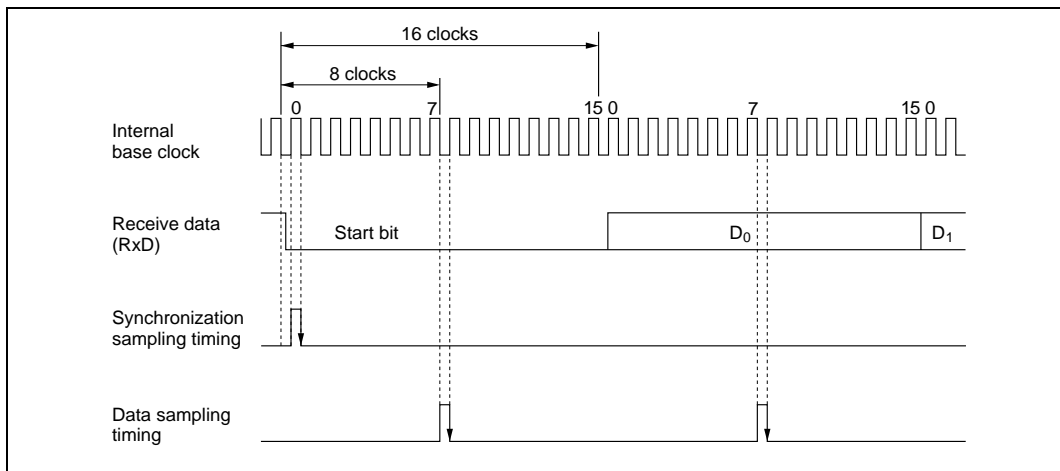 16 clocks
8 clocks
0 7 15 0 7 15 0
Internal
base clock
Receive data
(RxD)
Start bit D0 D1
Synchronization
sampling timing
Data sampling
timing